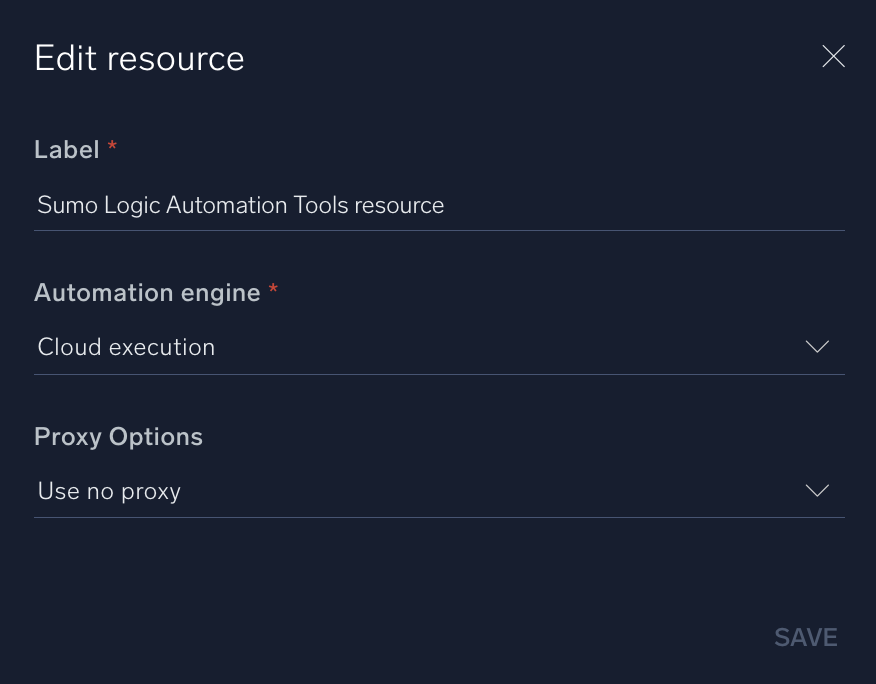 Edit resource
Label *
Sumo Logic Automation Tools resource
Automation engine *
Cloud execution
Proxy Options
Use no proxy
SAVE